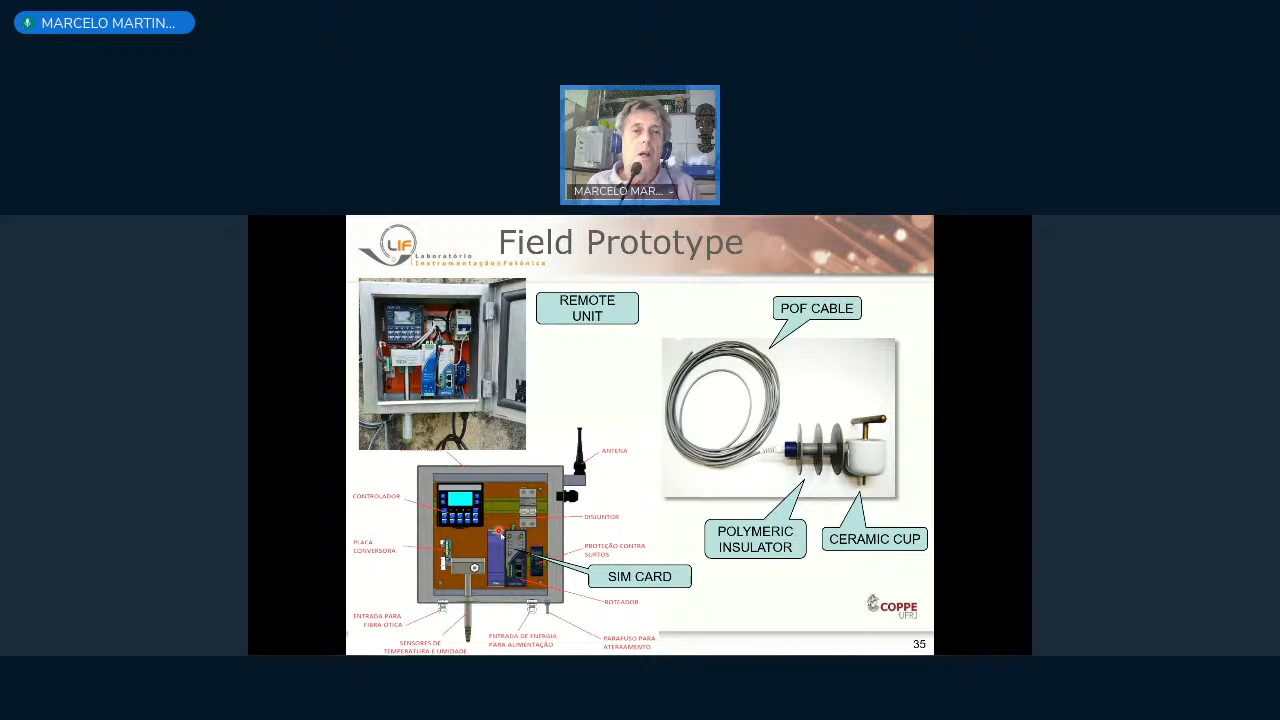 MARCELO MARTIN...
MARCELO MAR...
LIF
Laboratório
Instrumentação&Fotônica
Field Prototype
REMOTE
UNIT
POF CABLE
ANTENA
CONTROLADOR
DISJUNTOR
PLACA
CONVERSORA
PROTEÇÃO CONTRA
SURTOS
POLYMERIC
INSULATOR
CERAMIC CUP
SIM CARD
ROTEADOR
ENTRADA PARA
FIBRA ÓTICA
SENSORES DE
TEMPERATURA E UMIDADE
ENTRADA DE ENERGIA
PARA ALIMENTAÇÃO
PARAFUSO PARA
ATERRAMENTO
COPPE
UFRJ
35